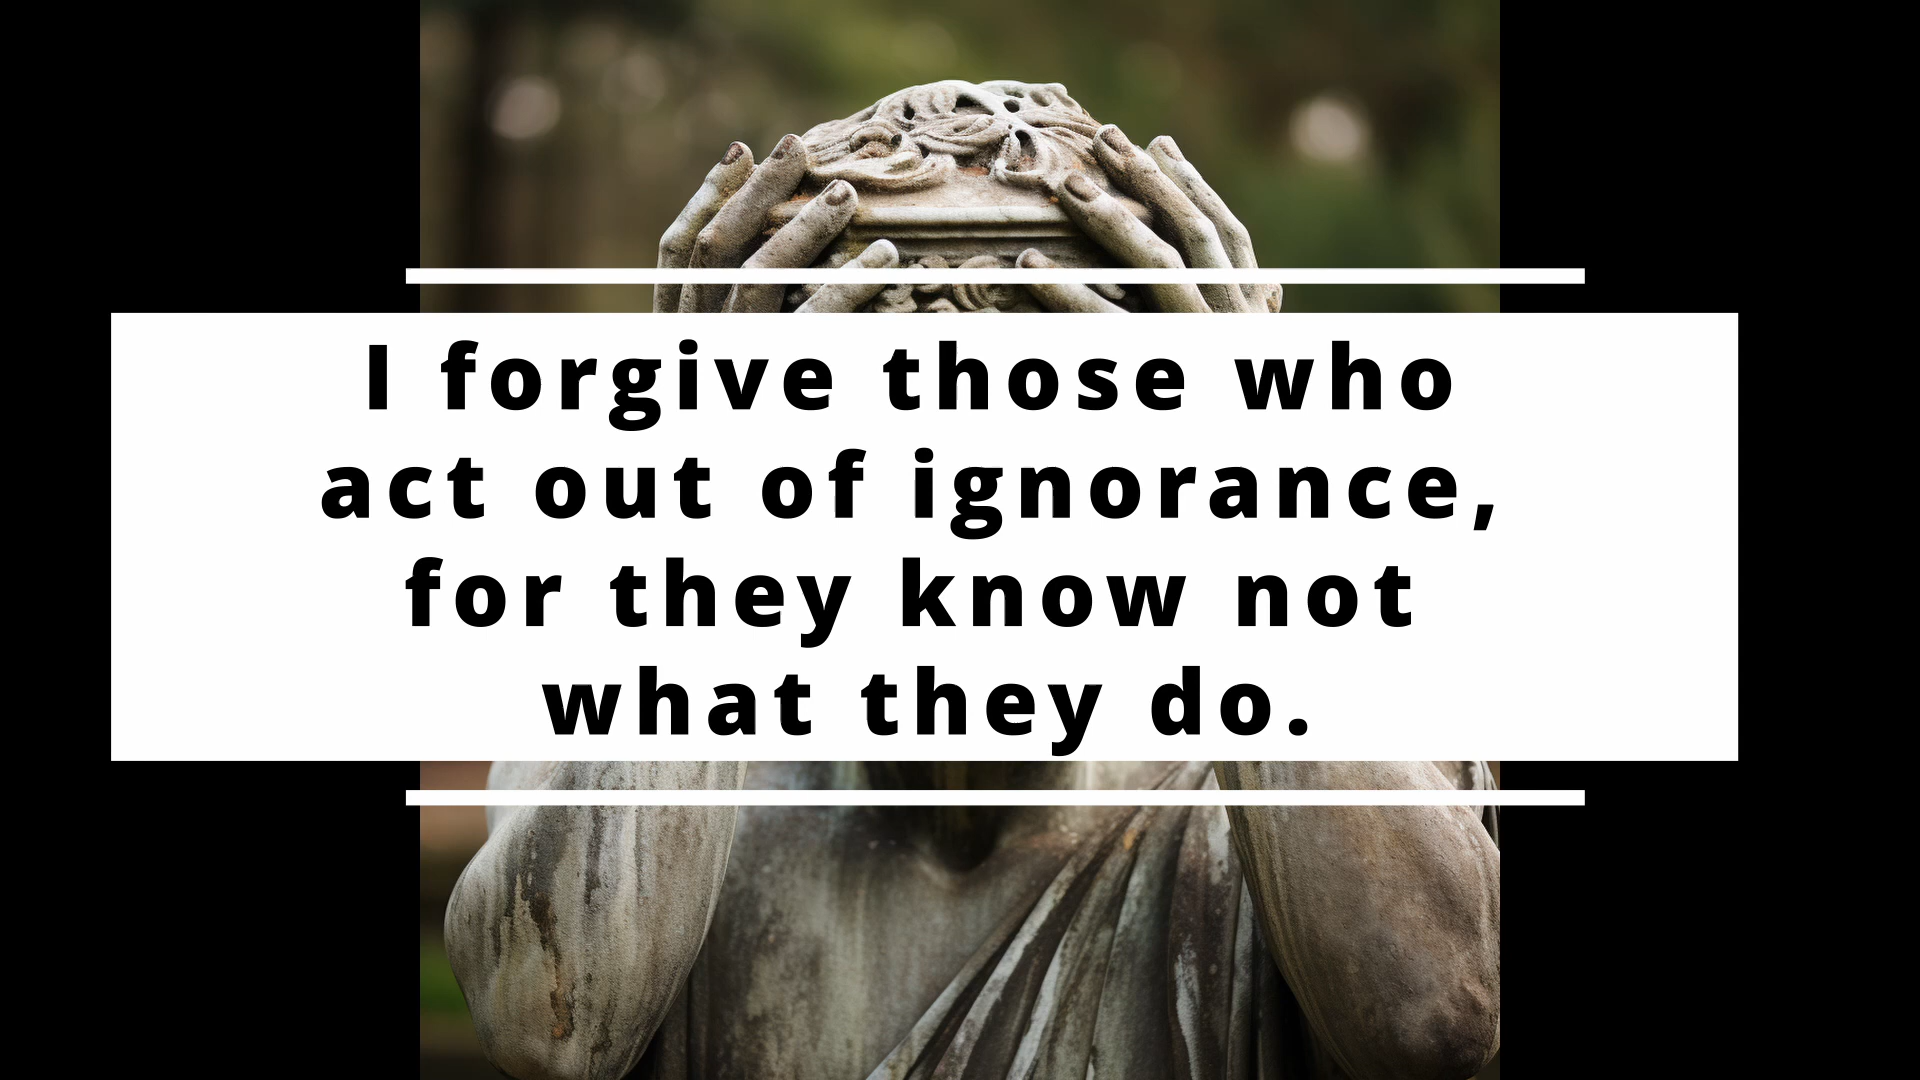 I forgive those who
act out of ignorance,
for they know not
what they do.